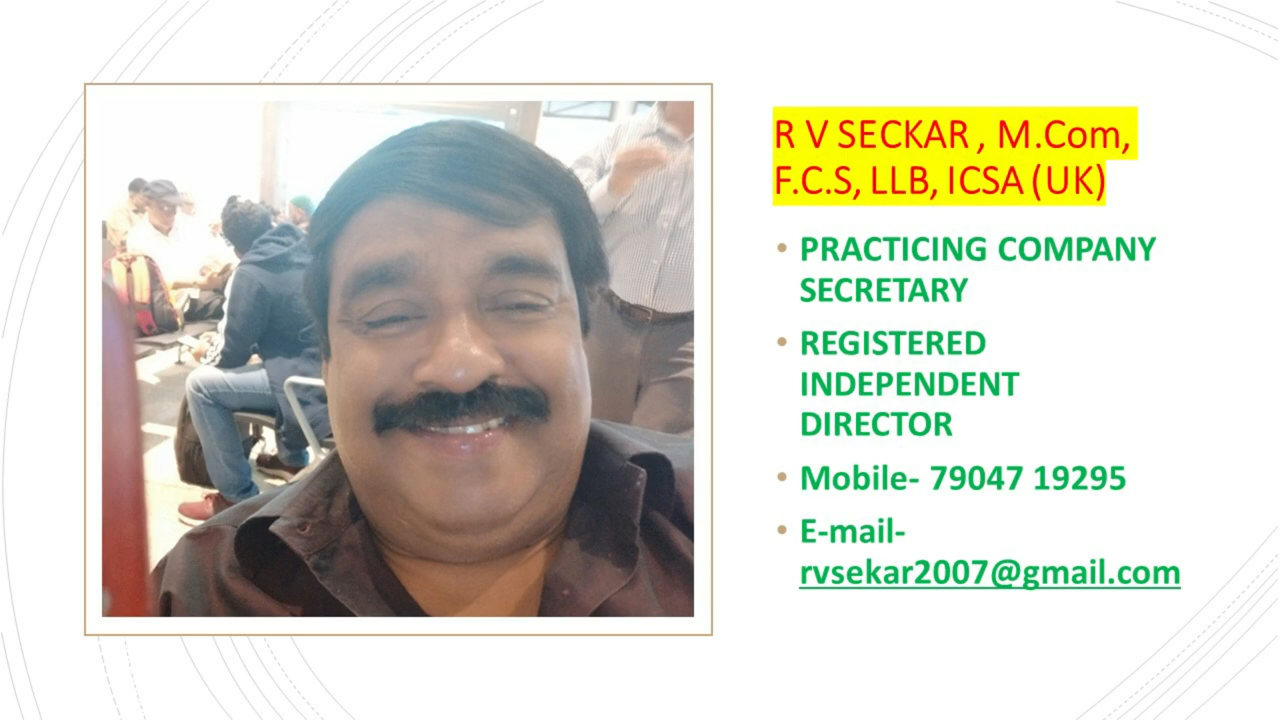 R V SECKAR , M.Com,
F.C.S, LLB, ICSA (UK)
• PRACTICING COMPANY
SECRETARY
• REGISTERED
INDEPENDENT
DIRECTOR
• Mobile- 79047 19295
• E-mail-
rvsekar2007@gmail.com